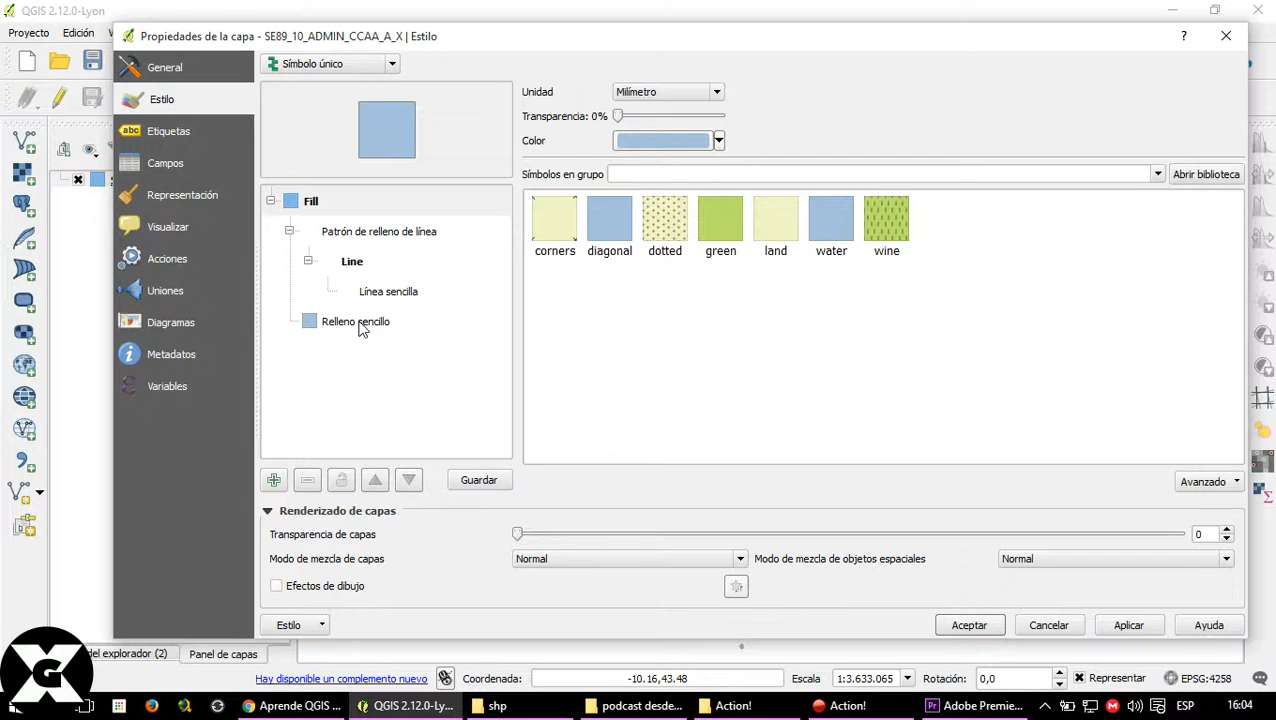 QGIS 2.12.0-Lyon
Proyecto
Edición
Propiedades de la capa - SE89_10_ADMIN_CCAA_A_X | Estilo
?
General
Estilo
abc
Etiquetas
Campos
Representación
Visualizar
Acciones
Uniones
Diagramas
Metadatos
Variables
Símbolo único
Unidad
Milímetro
Transparencia: 0%
Color
Símbolos en grupo
Abrir biblioteca
Fill
Patrón de relleno de línea
Line
Línea sencilla
Relleno sencillo
corners
diagonal
dotted
green
land
water
wine
Guardar
Avanzado
Renderizado de capas
Transparencia de capas
0
Modo de mezcla de capas
Normal
Modo de mezcla de objetos espaciales
Normal
Efectos de dibujo
Estilo
Aceptar
Cancelar
Aplicar
Ayuda
del explorador (2)
Panel de capas
Hay disponible un complemento nuevo
Coordenada:
-10.16,43.48
Escala
1:3.633.065
Rotación:
0,0
Representar
EPSG:4258
XG
Aprende QGIS ...
QGIS 2.12.0-Ly...
shp
podcast desde...
Action!
Action!
Adobe Premie...
ESP
16:04